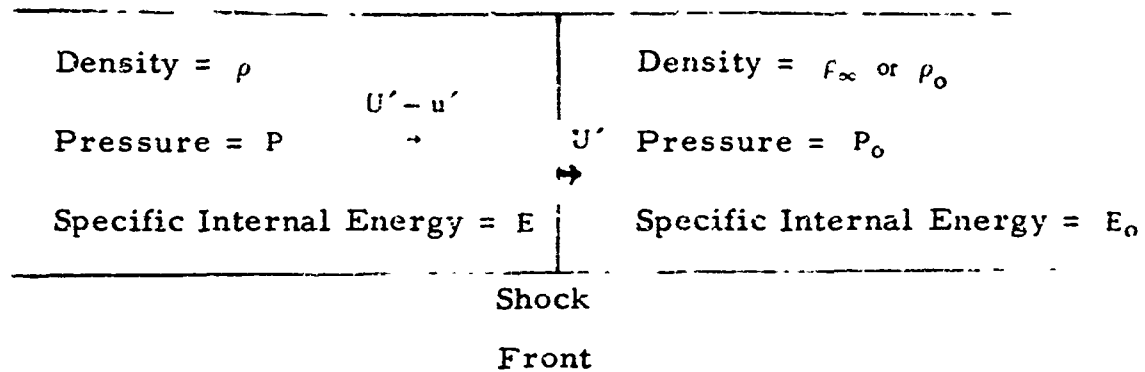 Density = ρ
Density = ρ∞ or ρo
U′ – u′
→
Pressure = P
U′
Pressure = Po
Specific Internal Energy = E
Specific Internal Energy = Eo
Shock
Front